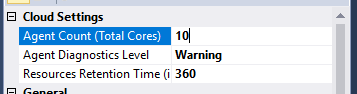 Cloud Settings
Agent Count (Total Cores) 10
Agent Diagnostics Level Warning
Resources Retention Time (i 360
General